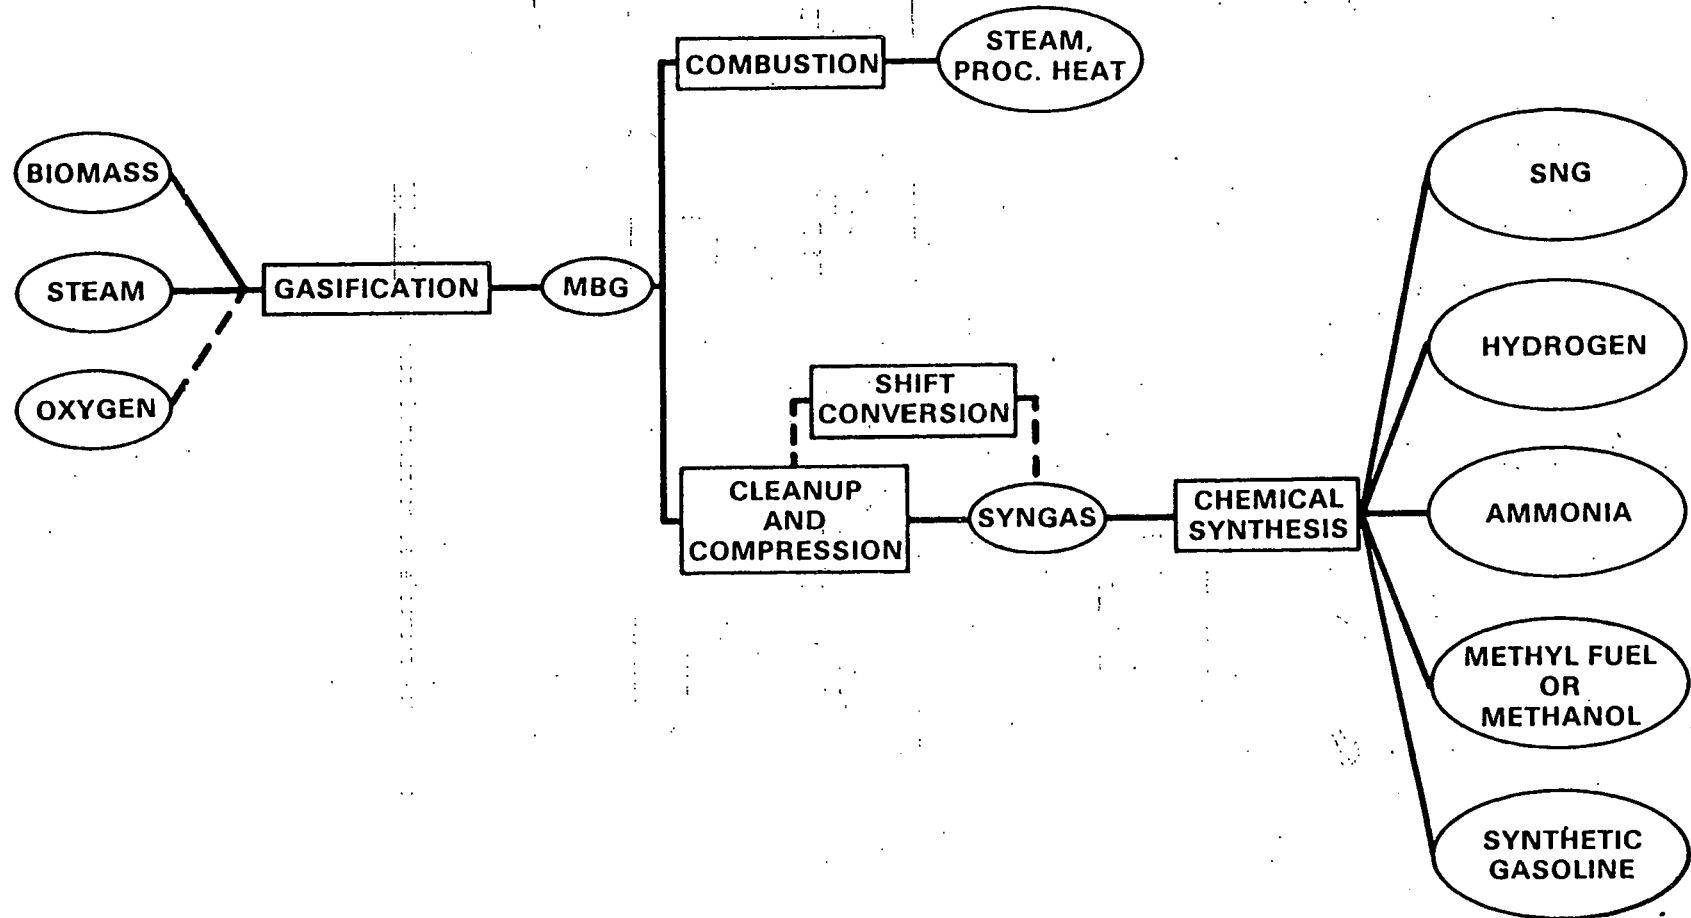 COMBUSTION
STEAM,
PROC. HEAT
BIOMASS
STEAM
OXYGEN
GASIFICATION
MBG
SHIFT
CONVERSION
CLEANUP
AND
COMPRESSION
SYNGAS
CHEMICAL
SYNTHESIS
SNG
HYDROGEN
AMMONIA
METHYL FUEL
OR
METHANOL
SYNTHETIC
GASOLINE